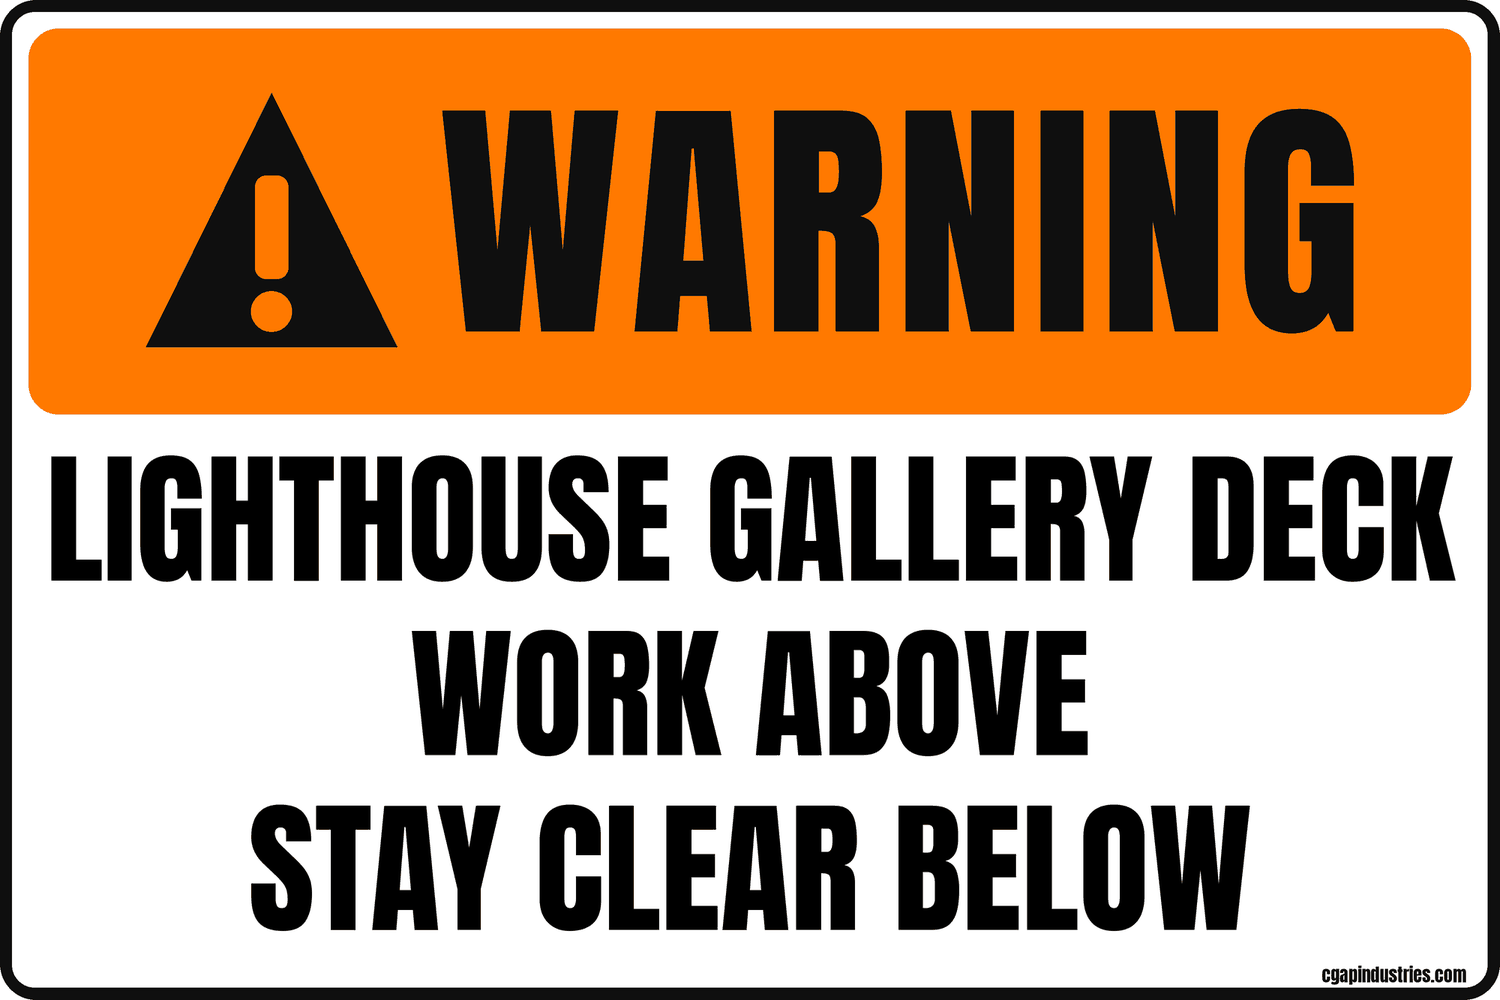 WARNING
LIGHTHOUSE GALLERY DECK
WORK ABOVE
STAY CLEAR BELOW
cgapindustries.com